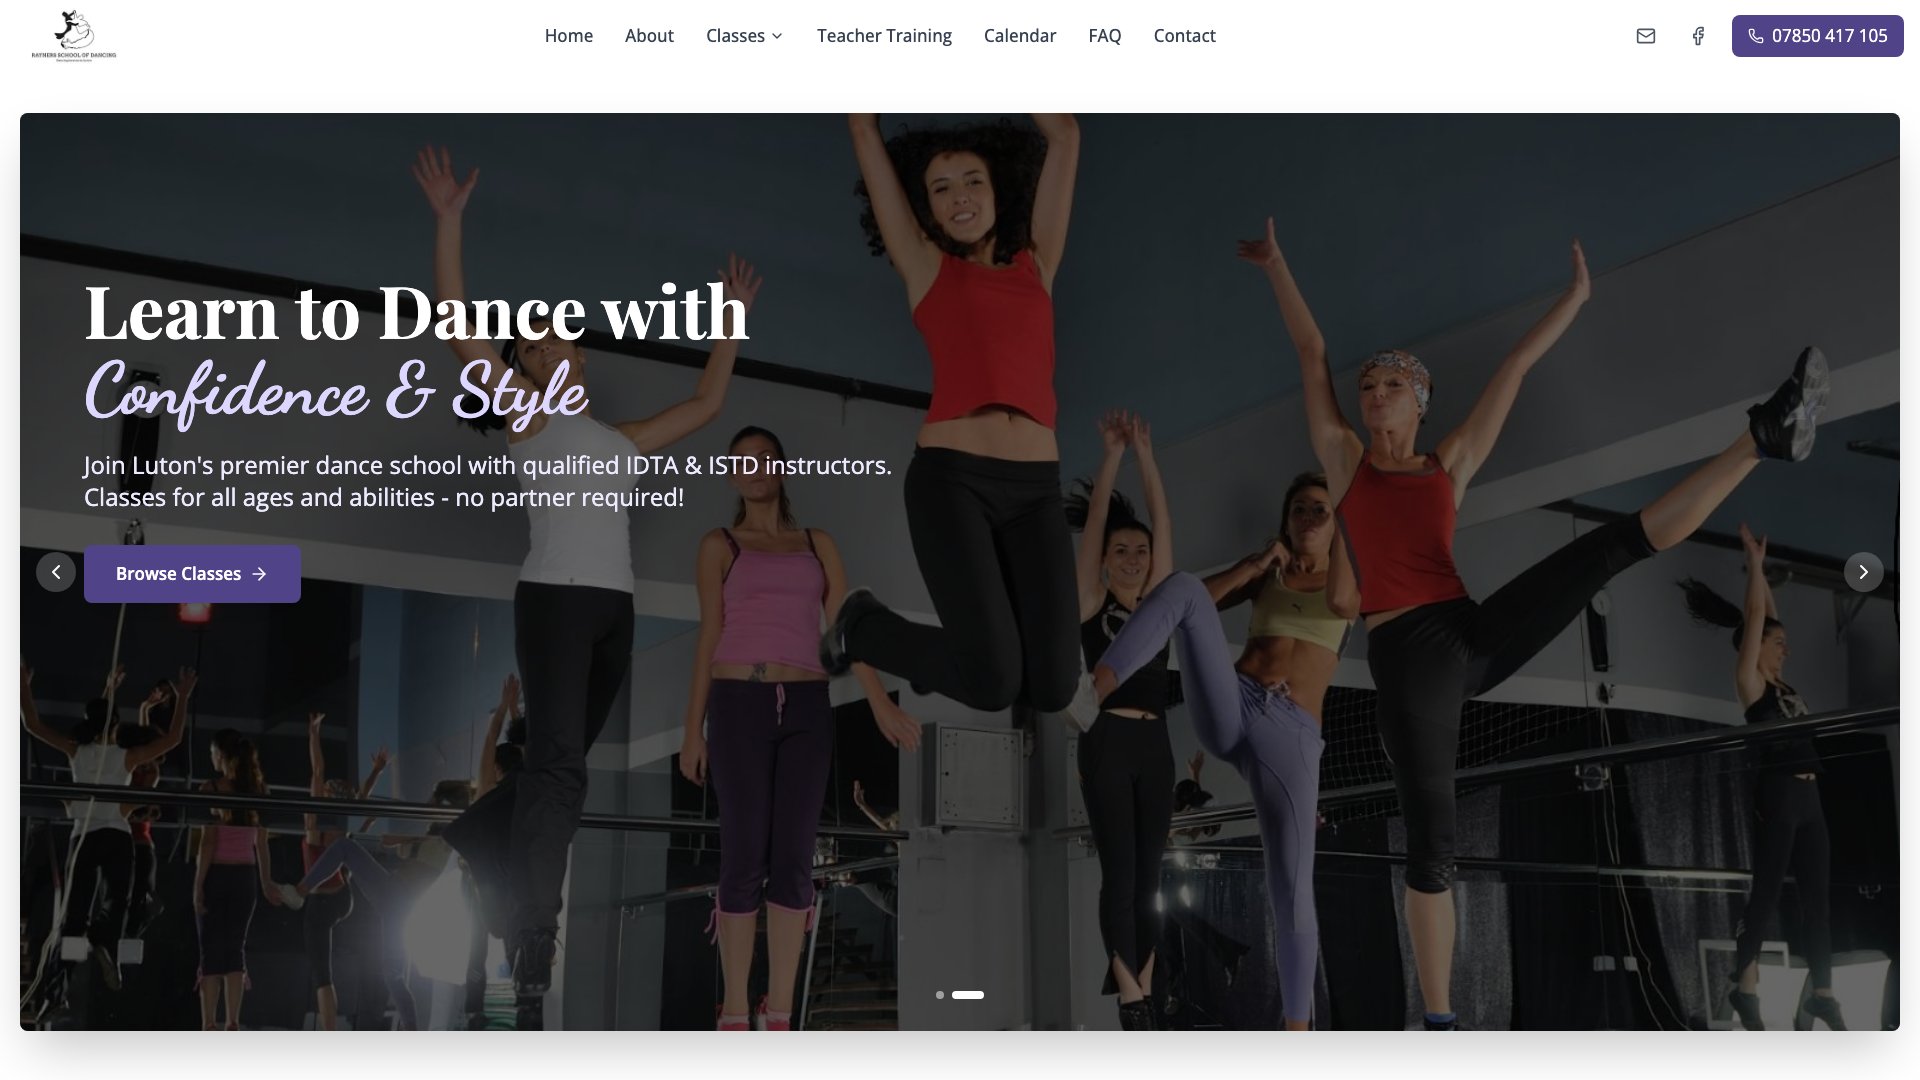 RATNERS SCHOOL OF DANCING
Home
About
Classes
Teacher Training
Calendar
FAQ
Contact
07850 417 105
Learn to Dance with
Confidence & Style
Join Luton's premier dance school with qualified IDTA & ISTD instructors.
Classes for all ages and abilities - no partner required!
Browse Classes